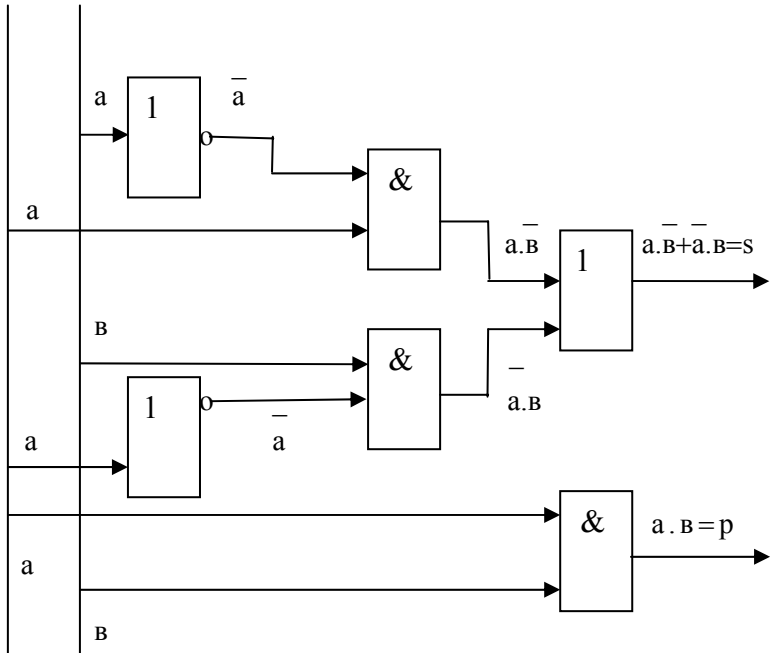 а
1
а̅
о
а
&
а.в̅
1
а.в̅+а̅.в=s
в
&
1
о
а̅.в
а̅
а
&
а . в = p
а
в